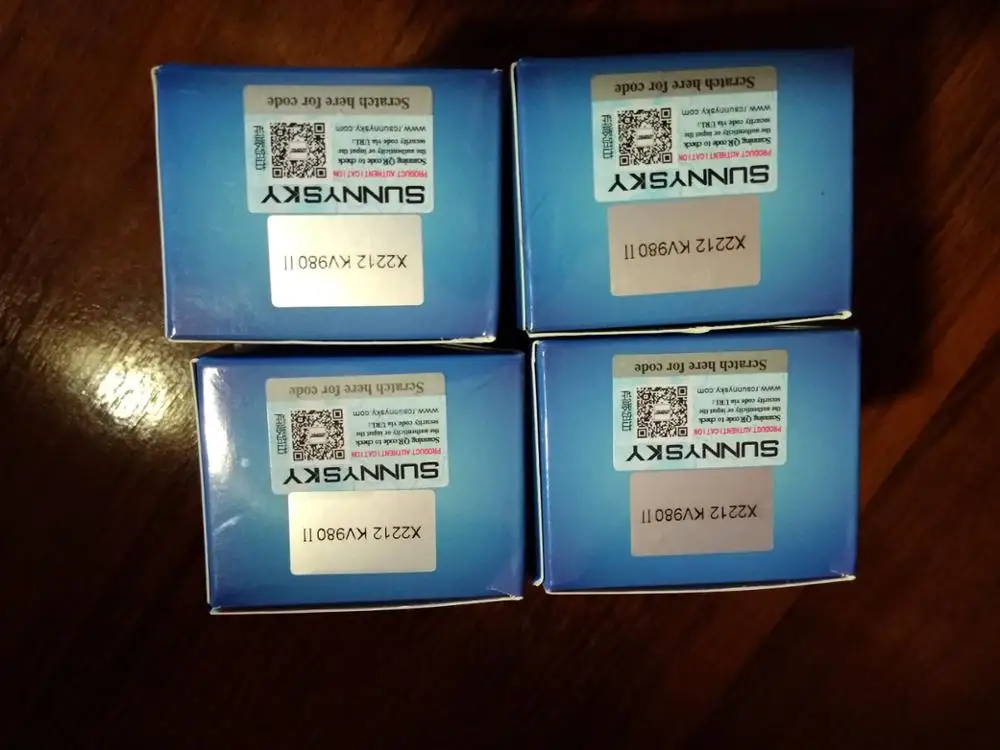 X2212 KV980 II
SUNNYSKY
PRODUCT AUTHENTICATION
Scanning QR code to check
the authenticity or input the
security code via URL:
www.rcsunnysky.com
Scratch here for code
X2212 KV980 II
SUNNYSKY
PRODUCT AUTHENTICATION
Scanning QR code to check
the authenticity or input the
security code via URL:
www.rcsunnysky.com
Scratch here for code
X2212 KV980 II
SUNNYSKY
PRODUCT AUTHENTICATION
Scanning QR code to check
the authenticity or input the
security code via URL:
www.rcsunnysky.com
Scratch here for code
X2212 KV980 II
SUNNYSKY
PRODUCT AUTHENTICATION
Scanning QR code to check
the authenticity or input the
security code via URL:
www.rcsunnysky.com
Scratch here for code